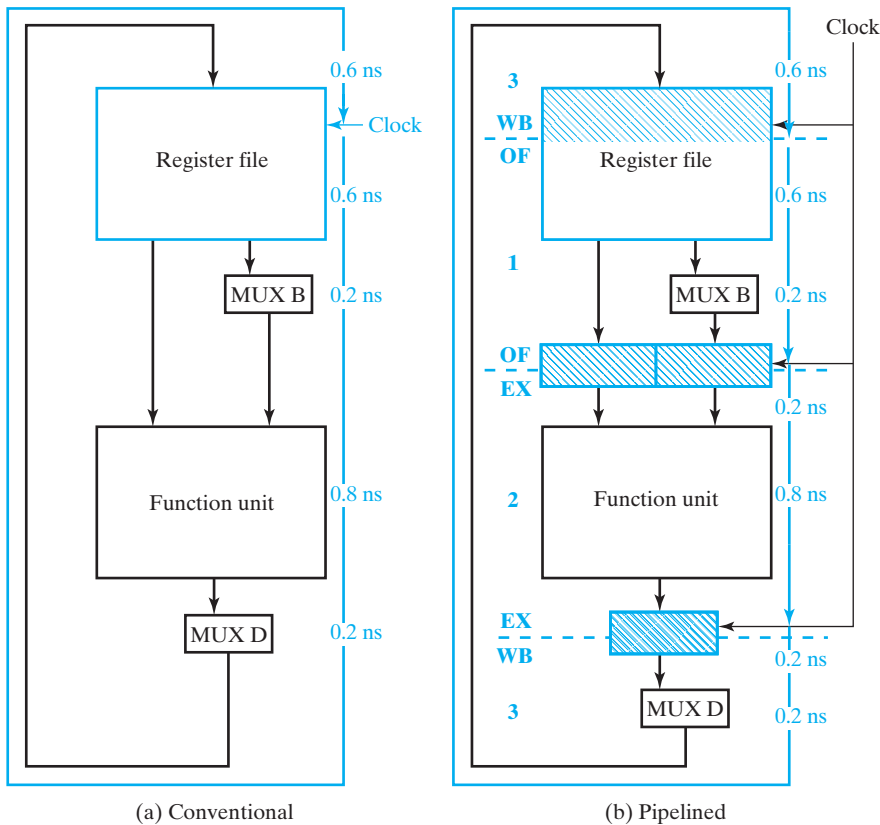 0.6 ns
Clock
Register file
0.6 ns
MUX B
0.2 ns
Function unit
0.8 ns
MUX D
0.2 ns
(a) Conventional
Clock
3
0.6 ns
WB
OF
Register file
0.6 ns
1
MUX B
0.2 ns
OF
EX
0.2 ns
2
Function unit
0.8 ns
EX
WB
0.2 ns
3
MUX D
0.2 ns
(b) Pipelined